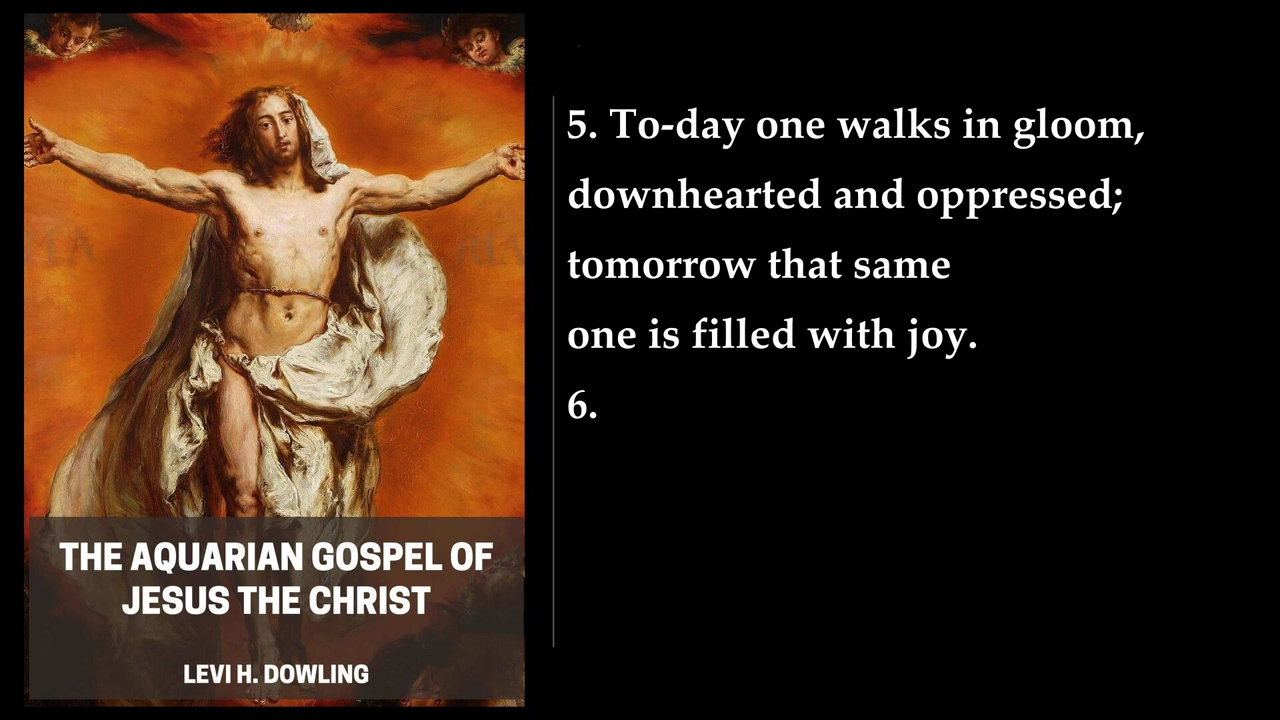 THE AQUARIAN GOSPEL OF
JESUS THE CHRIST
LEVI H. DOWLING
5. To-day one walks in gloom,
downhearted and oppressed;
tomorrow that same
one is filled with joy.
6.